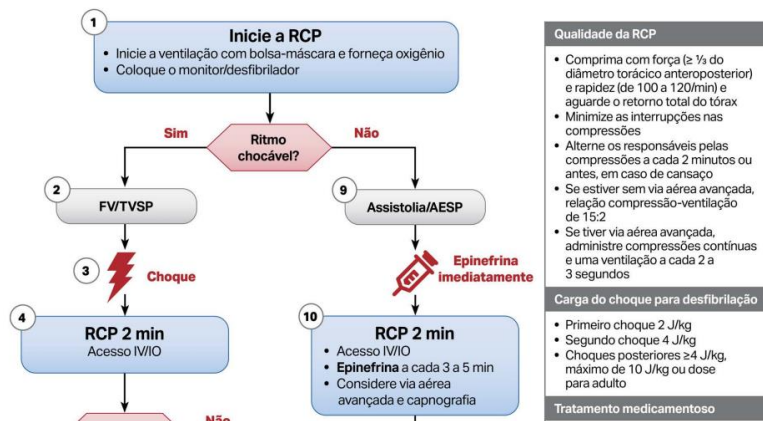 1
Inicie a RCP
• Inicie a ventilação com bolsa-máscara e forneça oxigênio
• Coloque o monitor/desfibrilador
Sim
Ritmo
chocável?
Não
2
FV/TVSP
9
Assistolia/AESP
3
Choque
Epinefrina
imediatamente
4
RCP 2 min
Acesso IV/IO
10
RCP 2 min
• Acesso IV/IO
• Epinefrina a cada 3 a 5 min
• Considere via aérea
avançada e capnografia
Não
Qualidade da RCP
• Comprima com força (≥ ⅓ do
diâmetro torácico anteroposterior)
e rapidez (de 100 a 120/min) e
aguarde o retorno total do tórax
• Minimize as interrupções nas
compressões
• Alterne os responsáveis pelas
compressões a cada 2 minutos ou
antes, em caso de cansaço
• Se estiver sem via aérea avançada,
relação compressão-ventilação
de 15:2
• Se tiver via aérea avançada,
administre compressões contínuas
e uma ventilação a cada 2 a
3 segundos
Carga do choque para desfibrilação
• Primeiro choque 2 J/kg
• Segundo choque 4 J/kg
• Choques posteriores ≥4 J/kg,
máximo de 10 J/kg ou dose
para adulto
Tratamento medicamentoso